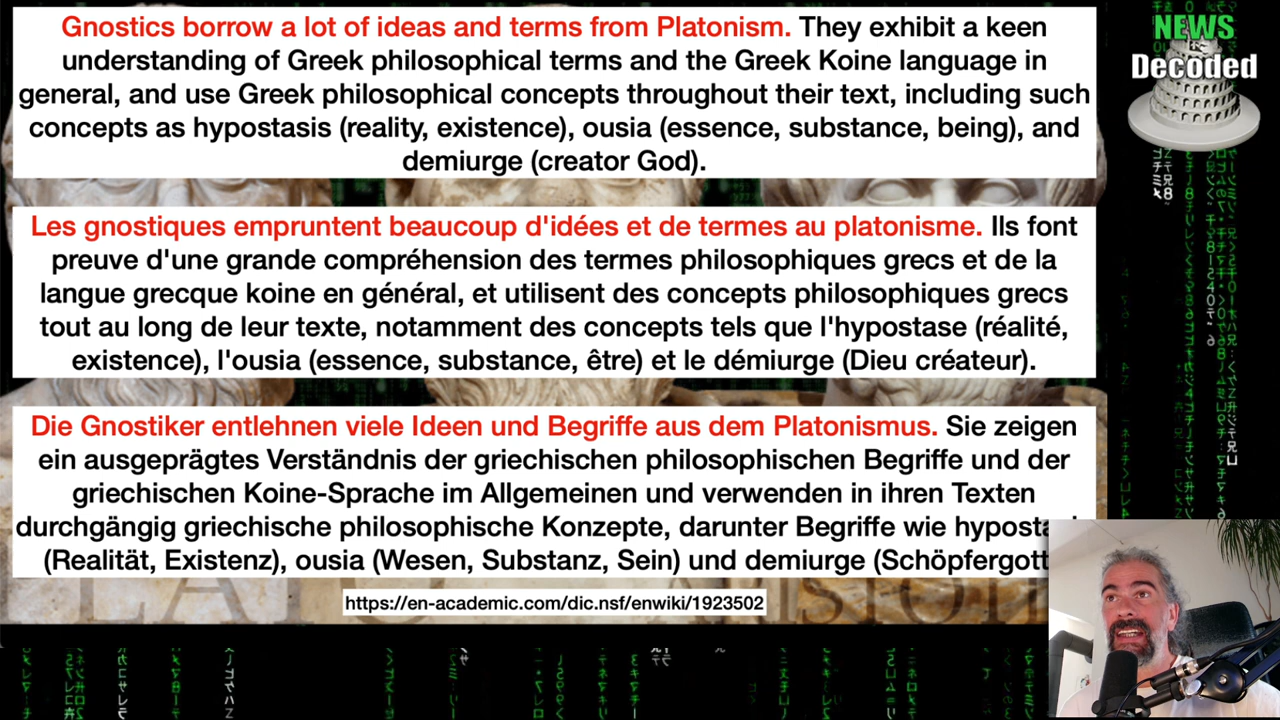 Gnostics borrow a lot of ideas and terms from Platonism. They exhibit a keen
understanding of Greek philosophical terms and the Greek Koine language in
general, and use Greek philosophical concepts throughout their text, including such
concepts as hypostasis (reality, existence), ousia (essence, substance, being), and
demiurge (creator God).
Les gnostiques empruntent beaucoup d'idées et de termes au platonisme. Ils font
preuve d'une grande compréhension des termes philosophiques grecs et de la
langue grecque koine en général, et utilisent des concepts philosophiques grecs
tout au long de leur texte, notamment des concepts tels que l'hypostase (réalité,
existence), l'ousia (essence, substance, être) et le démiurge (Dieu créateur).
Die Gnostiker entlehnen viele Ideen und Begriffe aus dem Platonismus. Sie zeigen
ein ausgeprägtes Verständnis der griechischen philosophischen Begriffe und der
griechischen Koine-Sprache im Allgemeinen und verwenden in ihren Texten
durchgängig griechische philosophische Konzepte, darunter Begriffe wie
(Realität, Existenz), ousia (Wesen, Substanz, Sein) und demiurge (Schöpfergott
https://en-academic.com/dic.nsf/enwiki/1923502
NEWS
Decoded